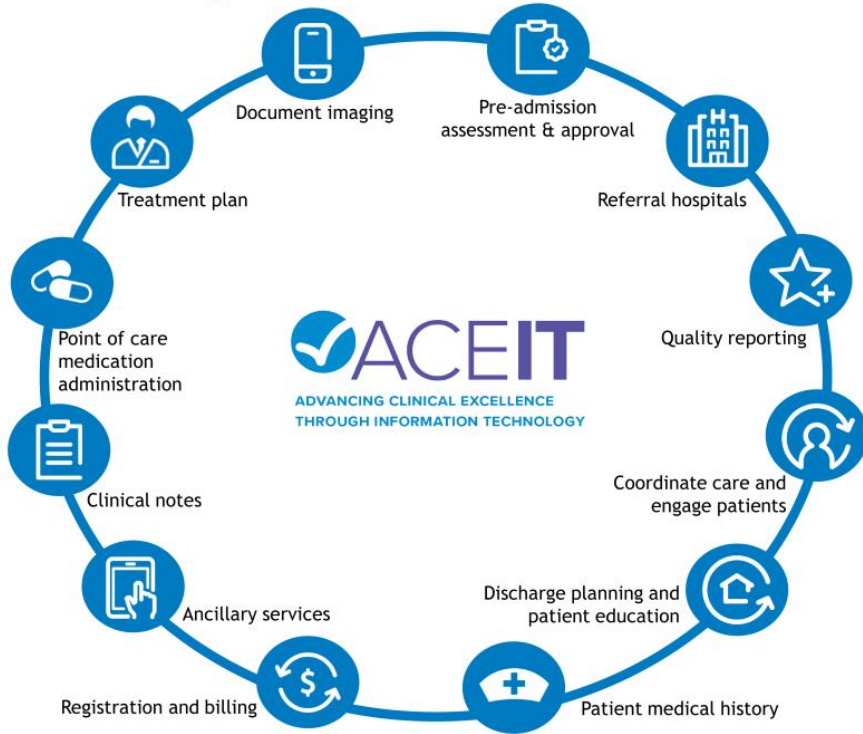 Document imaging
Pre-admission
assessment & approval
Treatment plan
Referral hospitals
Point of care
medication
administration
Quality reporting
ACEIT
ADVANCING CLINICAL EXCELLENCE
THROUGH INFORMATION TECHNOLOGY
Clinical notes
Coordinate care and
engage patients
Ancillary services
Discharge planning and
patient education
Registration and billing
Patient medical history